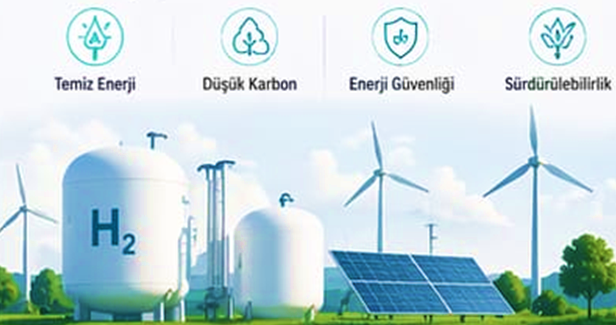 Temiz Enerji
Düşük Karbon
Enerji Güvenliği
Sürdürülebilirlik
H₂